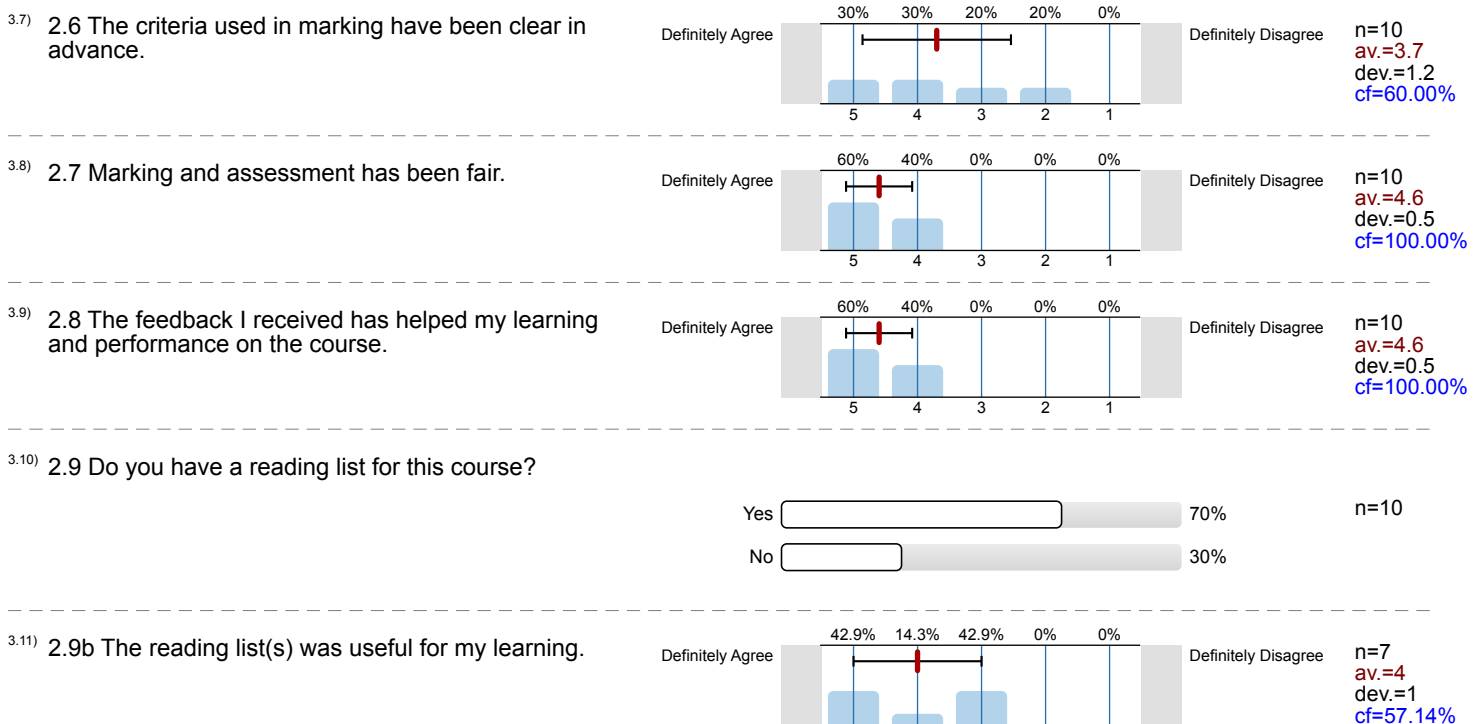 3.7) 2.6 The criteria used in marking have been clear in
advance.
30% 30% 20% 20% 0%
Definitely Agree
Definitely Disagree
5 4 3 2 1
n=10
av.=3.7
dev.=1.2
cf=60.00%
3.8) 2.7 Marking and assessment has been fair.
60% 40% 0% 0% 0%
Definitely Agree
Definitely Disagree
5 4 3 2 1
n=10
av.=4.6
dev.=0.5
cf=100.00%
3.9) 2.8 The feedback I received has helped my learning
and performance on the course.
60% 40% 0% 0% 0%
Definitely Agree
Definitely Disagree
5 4 3 2 1
n=10
av.=4.6
dev.=0.5
cf=100.00%
3.10) 2.9 Do you have a reading list for this course?
Yes 70%
n=10
No 30%
3.11) 2.9b The reading list(s) was useful for my learning.
42.9% 14.3% 42.9% 0% 0%
Definitely Agree
Definitely Disagree
n=7
av.=4
dev.=1
cf=57.14%